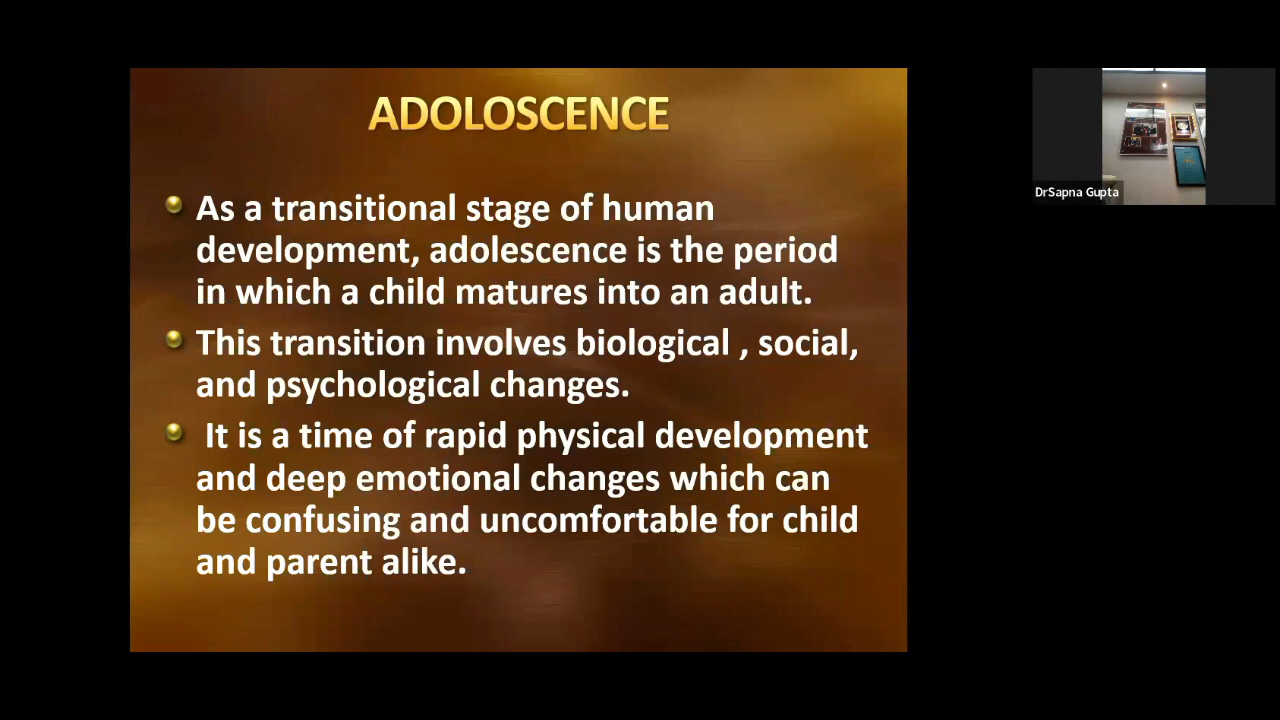 ADOLOSCENCE
As a transitional stage of human
development, adolescence is the period
in which a child matures into an adult.
This transition involves biological , social,
and psychological changes.
It is a time of rapid physical development
and deep emotional changes which can
be confusing and uncomfortable for child
and parent alike.
DrSapna Gupta